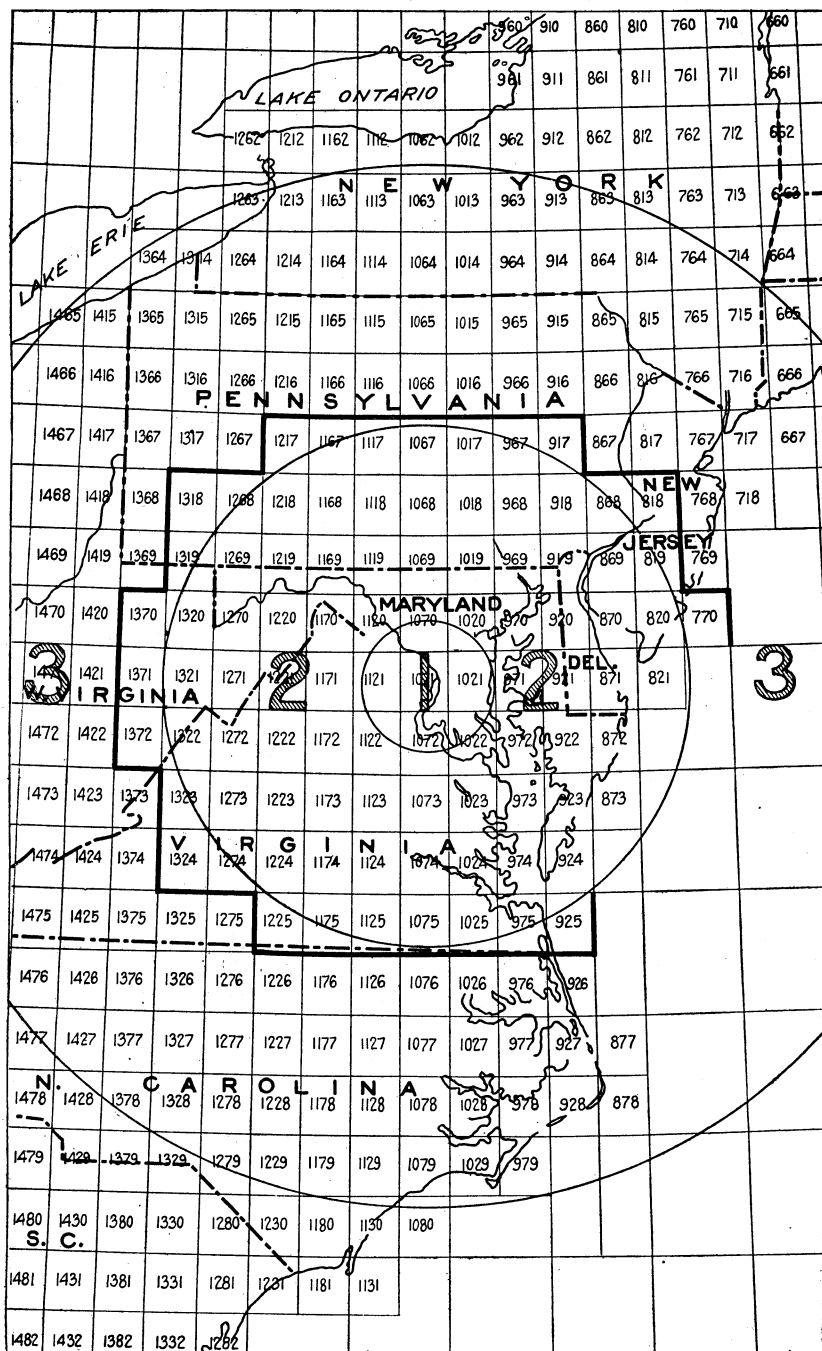 960 910 860 810 760 710 660
961 911 861 811 761 711 661
LAKE ONTARIO
1262 1212 1162 1112 1062 1012 962 912 862 812 762 712 662
NEW YORK
1263 1213 1163 1113 1063 1013 963 913 863 813 763 713 663
LAKE ERIE
1364 1314 1264 1214 1164 1114 1064 1014 964 914 864 814 764 714 664
1465 1415 1365 1315 1265 1215 1165 1115 1065 1015 965 915 865 815 765 715 665
1466 1416 1366 1316 1266 1216 1166 1116 1066 1016 966 916 866 816 766 716 666
PENNSYLVANIA
1467 1417 1367 1317 1267 1217 1167 1117 1067 1017 967 917 867 817 767 717 667
NEW
1468 1418 1368 1318 1268 1218 1168 1118 1068 1018 968 918 868 818 768 718
JERSEY
1469 1419 1369 1319 1269 1219 1169 1119 1069 1019 969 919 869 819 769
MARYLAND
1470 1420 1370 1320 1270 1220 1170 1120 1070 1020 970 920 870 820 770
3 2 1 2 DEL. 3
1421 1371 1321 1271 1171 1121 1071 1021 971 921 871 821
W. VIRGINIA
1472 1422 1372 1322 1272 1222 1172 1122 1072 1022 972 922 872
1473 1423 1373 1323 1273 1223 1173 1123 1073 1023 973 923 873
VIRGINIA
1474 1424 1374 1324 1274 1224 1174 1124 1074 1024 974 924
1475 1425 1375 1325 1275 1225 1175 1125 1075 1025 975 925
1476 1426 1376 1326 1276 1226 1176 1126 1076 1026 976 926
1477 1427 1377 1327 1277 1227 1177 1127 1077 1027 977 927 877
N. CAROLINA
1478 1428 1378 1328 1278 1228 1178 1128 1078 1028 978 928 878
1479 1429 1379 1329 1279 1229 1179 1129 1079 1029 979
1480 1430 1380 1330 1280 1230 1180 1130 1080
S. C.
1481 1431 1381 1331 1281 1231 1181 1131
1482 1432 1382 1332 1282